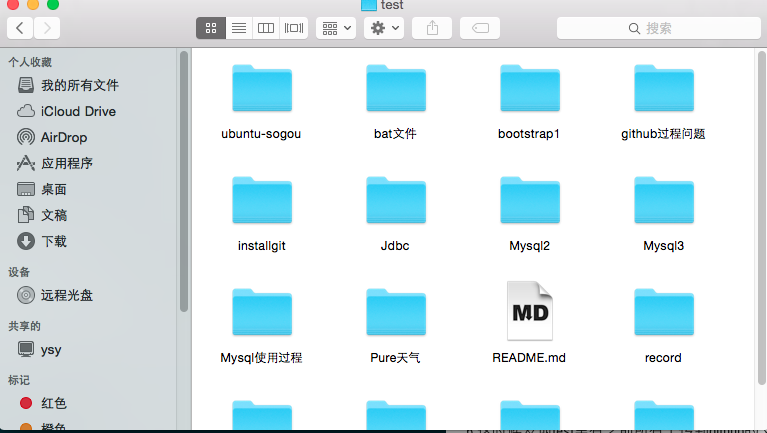 test
搜索
个人收藏
我的所有文件
iCloud Drive
AirDrop
应用程序
桌面
文稿
下载
设备
远程光盘
共享的
ysy
标记
红色
橙色
ubuntu-sogou
bat文件
bootstrap1
github过程问题
installgit
Jdbc
Mysql2
Mysql3
Mysql使用过程
Pure天气
MD
README.md
record